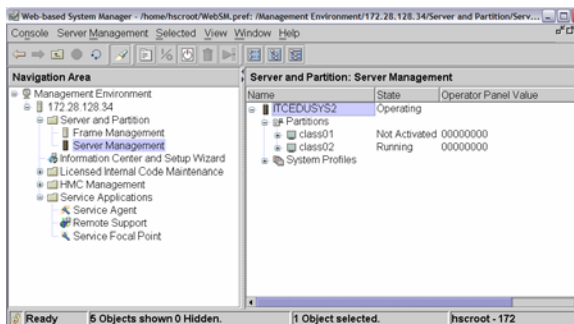 Web-based System Manager - /home/hscroot/WebSM.pref: /Management Environment/172.28.128.34/Server and Partition/Serv...
Console Server Management Selected View Window Help
Navigation Area
Management Environment
172.28.128.34
Server and Partition
Frame Management
Server Management
Information Center and Setup Wizard
Licensed Internal Code Maintenance
HMC Management
Service Applications
Service Agent
Remote Support
Service Focal Point
Server and Partition: Server Management
Name State Operator Panel Value
ITCEDUSYS2 Operating
Partitions
class01 Not Activated 00000000
class02 Running 00000000
System Profiles
Ready 5 Objects shown 0 Hidden. 1 Object selected. hscroot - 172